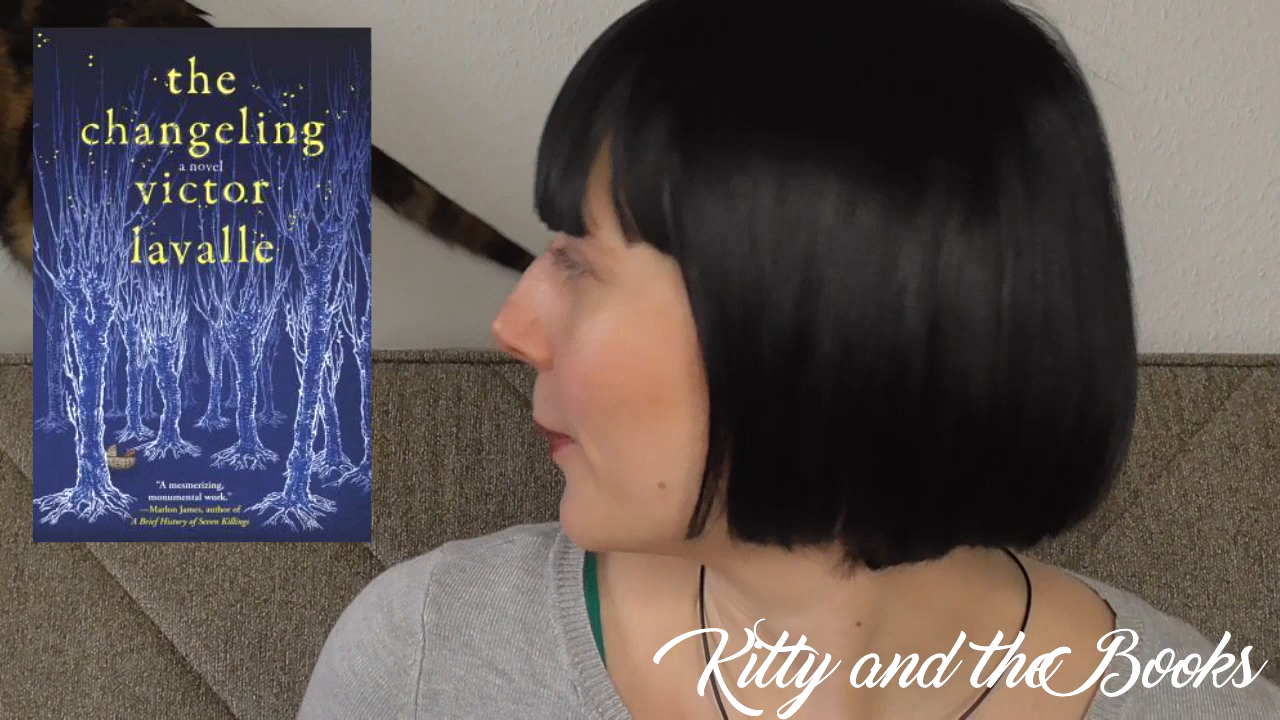 the
changeling
a novel
victor
lavalle
"A mesmerizing,
monumental work."
—Marlon James, author of
A Brief History of Seven Killings
Kitty and the Books